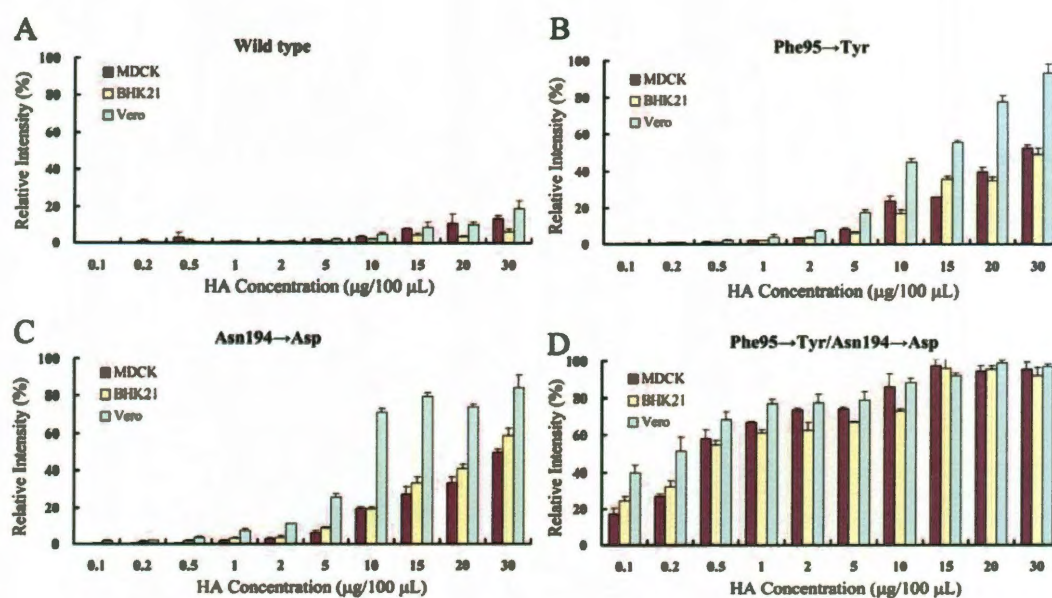 A
Wild type
Relative Intensity (%)
100
80
60
40
20
0
MDCK
BHK21
Vero
0.1 0.2 0.5 1 2 5 10 15 20 30
HA Concentration (μg/100 μL)
B
Phe95→Tyr
Relative Intensity (%)
100
80
60
40
20
0
MDCK
BHK21
Vero
0.1 0.2 0.5 1 2 5 10 15 20 30
HA Concentration (μg/100 μL)
C
Asn194→Asp
Relative Intensity (%)
100
80
60
40
20
0
MDCK
BHK21
Vero
0.1 0.2 0.5 1 2 5 10 15 20 30
HA Concentration (μg/100 μL)
D
Phe95→Tyr/Asn194→Asp
Relative Intensity (%)
100
80
60
40
20
0
MDCK
BHK21
Vero
0.1 0.2 0.5 1 2 5 10 15 20 30
HA Concentration (μg/100 μL)